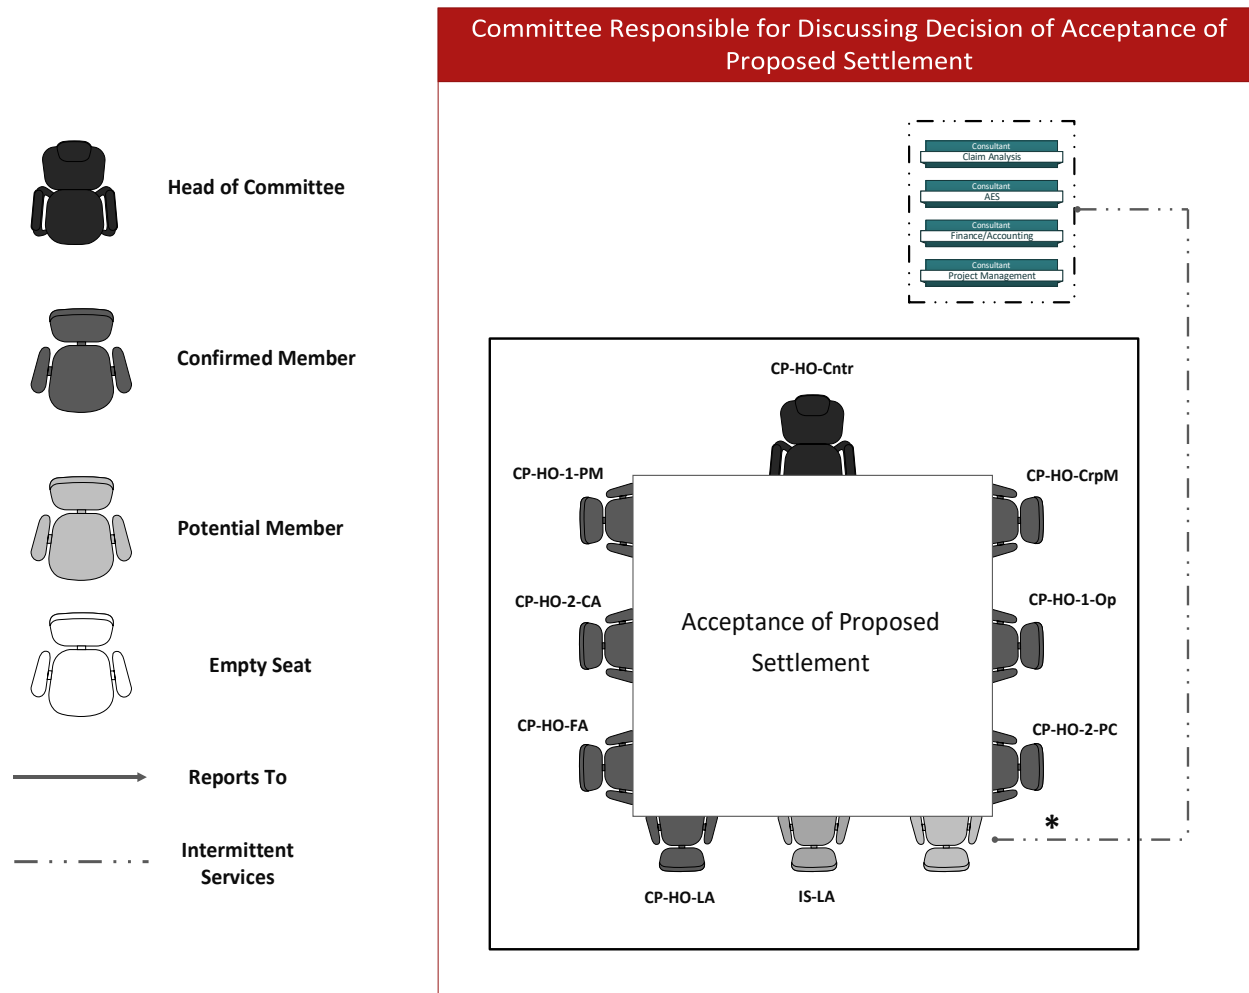 Committee Responsible for Discussing Decision of Acceptance of
Proposed Settlement
Head of Committee
Confirmed Member
Potential Member
Empty Seat
Reports To
Intermittent
Services
Consultant
Claim Analysis
Consultant
AES
Consultant
Finance/Accounting
Consultant
Project Management
CP-HO-Cntr
CP-HO-1-PM
CP-HO-CrpM
CP-HO-2-CA
CP-HO-1-Op
Acceptance of Proposed
Settlement
CP-HO-FA
CP-HO-2-PC
*
CP-HO-LA
IS-LA